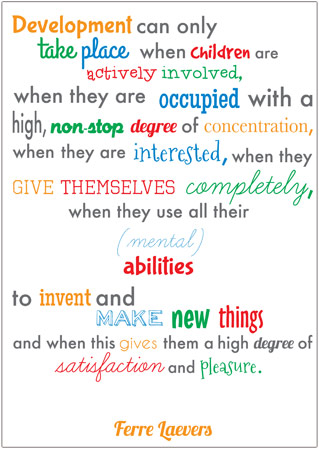 Development can only
take place when children are
actively involved,
when they are occupied with a
high, non-stop degree of concentration,
when they are interested, when they
GIVE THEMSELVES completely,
when they use all their
(mental)
abilities
to invent and
MAKE new things
and when this gives them a high degree of
satisfaction and pleasure.
Ferre Laevers